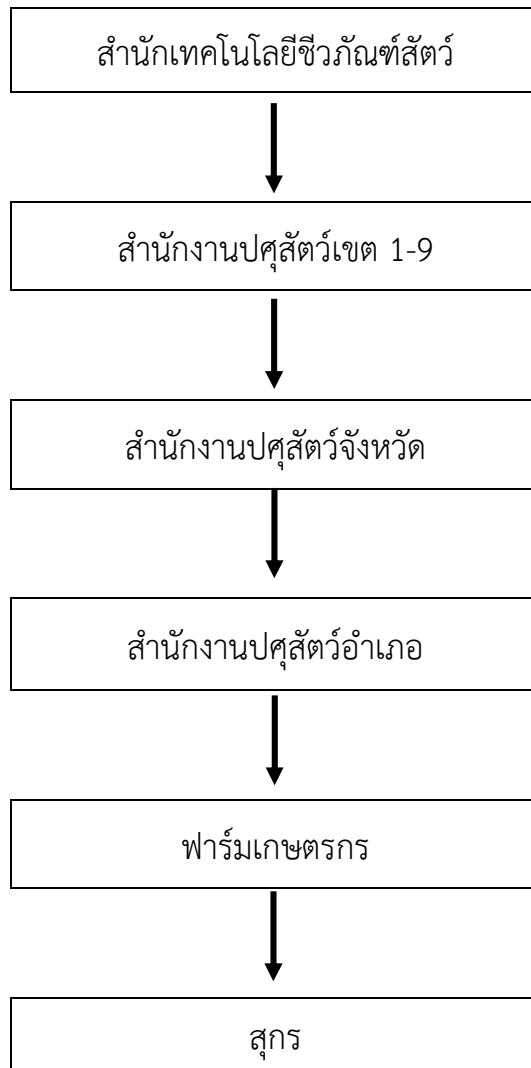 สำนักเทคโนโลยีชีวภัณฑ์สัตว์
สำนักงานปศุสัตว์เขต 1-9
สำนักงานปศุสัตว์จังหวัด
สำนักงานปศุสัตว์อำเภอ
ฟาร์มเกษตรกร
สุกร